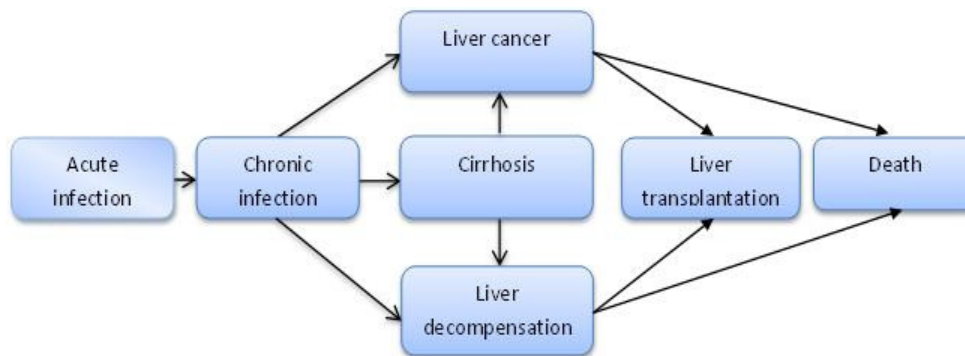 Liver cancer
Acute
infection
Chronic
infection
Cirrhosis
Liver
transplantation
Death
Liver
decompensation